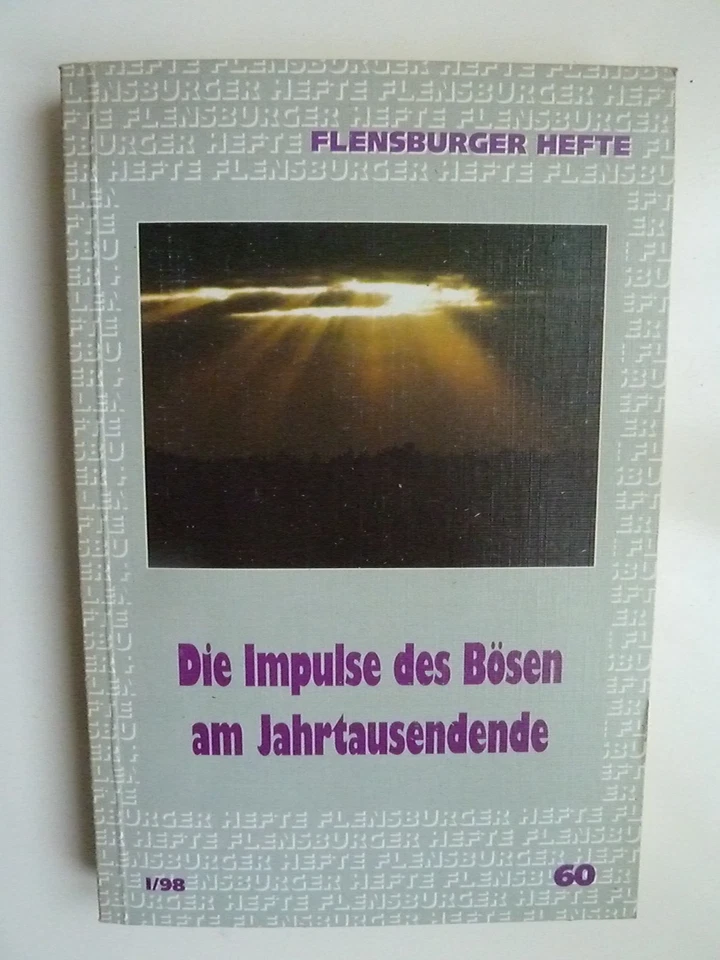 FLENSBURGER HEFTE
Die Impulse des Bösen
am Jahrtausendende
I/98
60